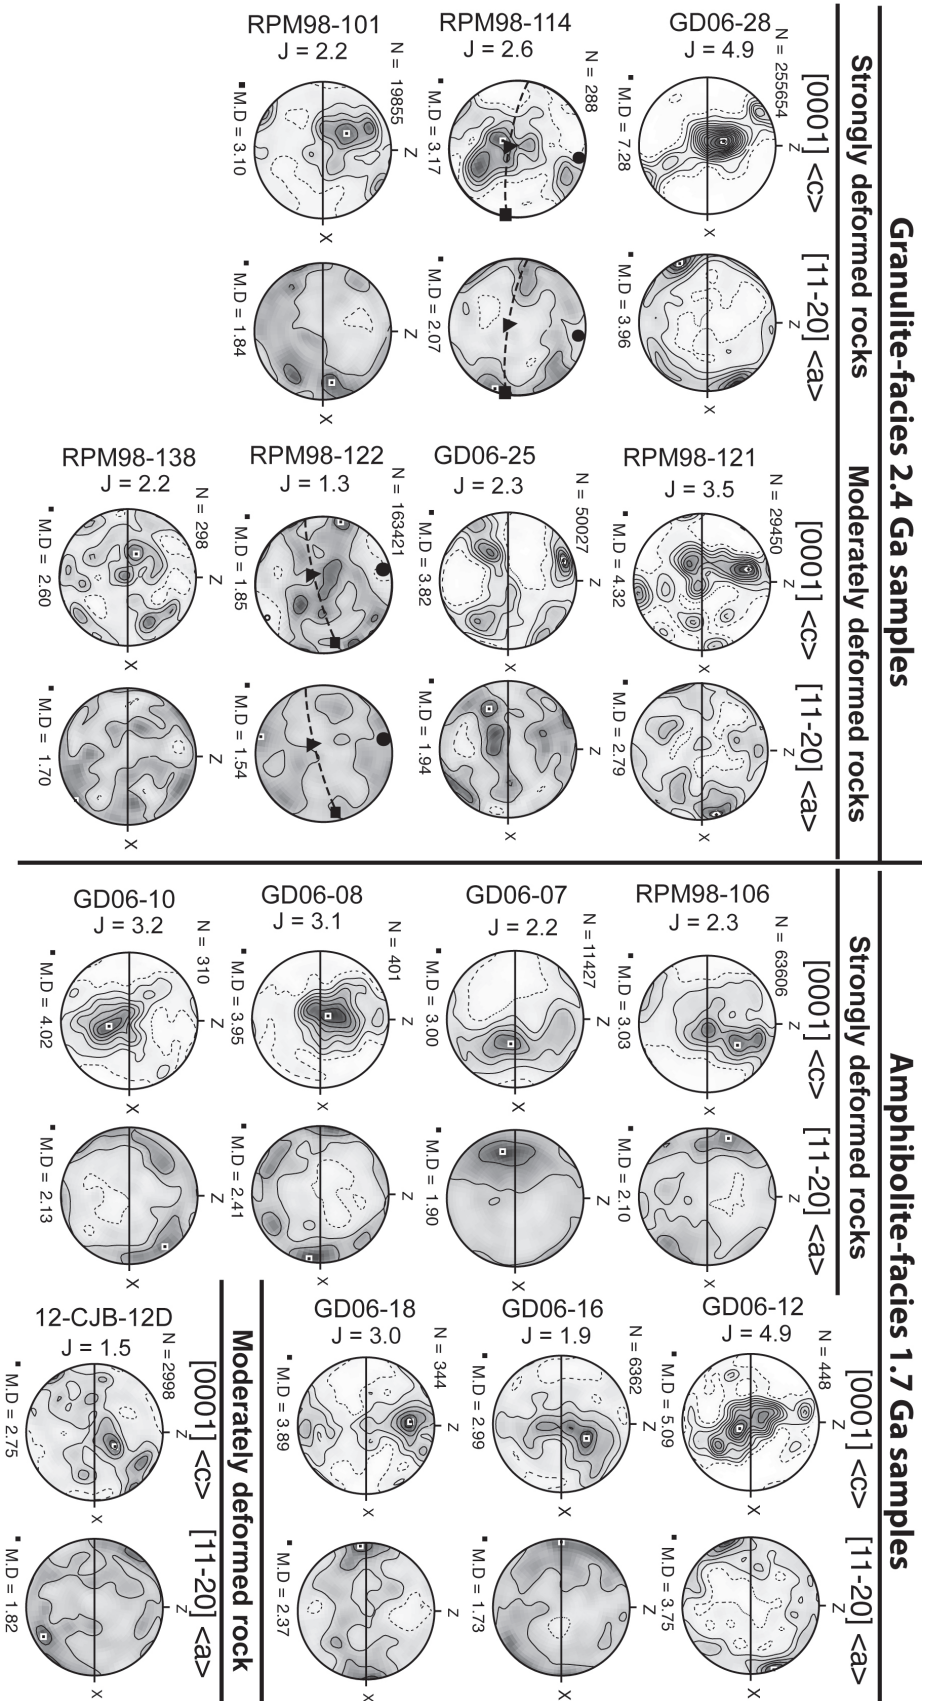 Granulite-facies 2.4 Ga samples
Strongly deformed rocks
[0001] <c>
[11-20] <a>
GD06-28
J = 4.9
N = 255654
Z
X
▪ M.D = 7.28
Z
X
▪ M.D = 3.96
RPM98-114
J = 2.6
N = 288
▪ M.D = 3.17
▪ M.D = 2.07
RPM98-101
J = 2.2
N = 19855
Z
X
▪ M.D = 3.10
Z
X
▪ M.D = 1.84
Moderately deformed rocks
[0001] <c>
[11-20] <a>
RPM98-121
J = 3.5
N = 29450
Z
X
▪ M.D = 4.32
Z
X
▪ M.D = 2.79
GD06-25
J = 2.3
N = 50027
Z
X
▪ M.D = 3.82
Z
X
▪ M.D = 1.94
RPM98-122
J = 1.3
N = 163421
▪ M.D = 1.85
▪ M.D = 1.54
RPM98-138
J = 2.2
N = 298
Z
X
▪ M.D = 2.60
Z
X
▪ M.D = 1.70
Amphibolite-facies 1.7 Ga samples
Strongly deformed rocks
[0001] <c>
[11-20] <a>
RPM98-106
J = 2.3
N = 63606
Z
X
▪ M.D = 3.03
Z
X
▪ M.D = 2.10
GD06-07
J = 2.2
N = 11427
Z
X
▪ M.D = 3.00
Z
X
▪ M.D = 1.90
GD06-08
J = 3.1
N = 401
Z
X
▪ M.D = 3.95
Z
X
▪ M.D = 2.41
GD06-10
J = 3.2
N = 310
Z
X
▪ M.D = 4.02
Z
X
▪ M.D = 2.13
[0001] <c>
[11-20] <a>
GD06-12
J = 4.9
N = 448
Z
X
▪ M.D = 5.09
Z
X
▪ M.D = 3.75
GD06-16
J = 1.9
N = 6362
Z
X
▪ M.D = 2.99
Z
X
▪ M.D = 1.73
GD06-18
J = 3.0
N = 344
Z
X
▪ M.D = 3.89
Z
X
▪ M.D = 2.37
Moderately deformed rock
[0001] <c>
[11-20] <a>
12-CJB-12D
J = 1.5
N = 2998
Z
X
▪ M.D = 2.75
Z
X
▪ M.D = 1.82